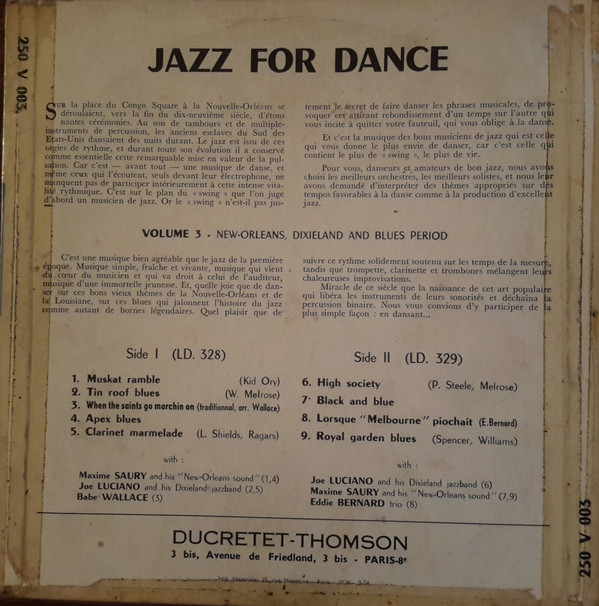 JAZZ FOR DANCE
250 V 003
SUR la place du Congo Square à la Nouvelle-Orléans se
déroulaient, vers la fin du dix-neuvième siècle, d'étonnantes cérémonies. Au son de tambours et de multiple-
instruments de percussion, les anciens esclaves du Sud des
Etats-Unis dansaient des nuits durant. Le jazz est issu de ces
orgies de rythme, et durant toute son évolution il a conservé
comme essentielle cette remarquable mise en valeur de la pul-
sation. Car c'est — avant tout — une musique de danse, et
même ceux qui l'écoutent, seuls devant leur électrophone, ne
manquent pas de participer intérieurement à cette intense vita-
lité rythmique. C'est sur le plan du « swing » que l'on juge
d'abord un musicien de jazz. Or le « swing » n'est-il pas jus-
tement le secret de faire danser les phrases musicales, de pro-
voquer cet attirant rebondissement d'un temps sur l'autre qui
vous incite à quitter votre fauteuil, qui vous oblige à la danse.
Et c'est la musique des bons musiciens de jazz qui est celle
qui vous donne le plus envie de danser, car c'est celle qui
contient le plus de « swing », le plus de vie.
Pour vous, danseurs et amateurs de bon jazz, nous avons
choisi les meilleurs orchestres, les meilleurs solistes, et nous leur
avons demandé d'interpréter des thèmes appropriés sur des
tempos favorables à la danse comme à la production d'excellent
jazz.
VOLUME 3 - NEW-ORLEANS, DIXIELAND AND BLUES PERIOD
C'est une musique bien agréable que le jazz de la première
époque. Musique simple, fraîche et vivante, musique qui vient
du cœur du musicien et qui va droit à celui de l'auditeur,
musique d'une immortelle jeunesse. Et, quelle joie que de dan-
ser sur ces bons vieux thèmes de la Nouvelle-Orléans et de
la Louisiane, sur ces blues qui jalonnent l'histoire du jazz
comme autant de bornes légendaires. Quel plaisir que de
suivre ce rythme solidement soutenu sur les temps de la mesure,
tandis que trompette, clarinette et trombones mélangent leurs
chaleureuses improvisations.
Miracle de ce siècle que la naissance de cet art populaire
qui libéra les instruments de leurs sonorités et déchaîna la
percussion binaire. Nous vous convions d'y participer de la
plus simple façon : en dansant...
Side I (LD. 328)
1. Muskat ramble (Kid Ory)
2. Tin roof blues (W. Melrose)
3. When the saints go marchin on (traditionnal, arr. Wallace)
4. Apex blues
5. Clarinet marmelade (L. Shields, Ragars)
with :
Maxime SAURY and his "New-Orleans sound" (1,4)
Joe LUCIANO and his Dixieland jazzband (2,5)
Babe WALLACE (3)
Side II (LD. 329)
6. High society (P. Steele, Melrose)
7. Black and blue
8. Lorsque "Melbourne" piochait (E. Bernard)
9. Royal garden blues (Spencer, Williams)
with :
Joe LUCIANO and his Dixieland jazzband (6)
Maxime SAURY and his "New-Orleans sound" (7,9)
Eddie BERNARD trio (8)
DUCRETET-THOMSON
3 bis, Avenue de Friedland, 3 bis - PARIS-8e
250 V 003